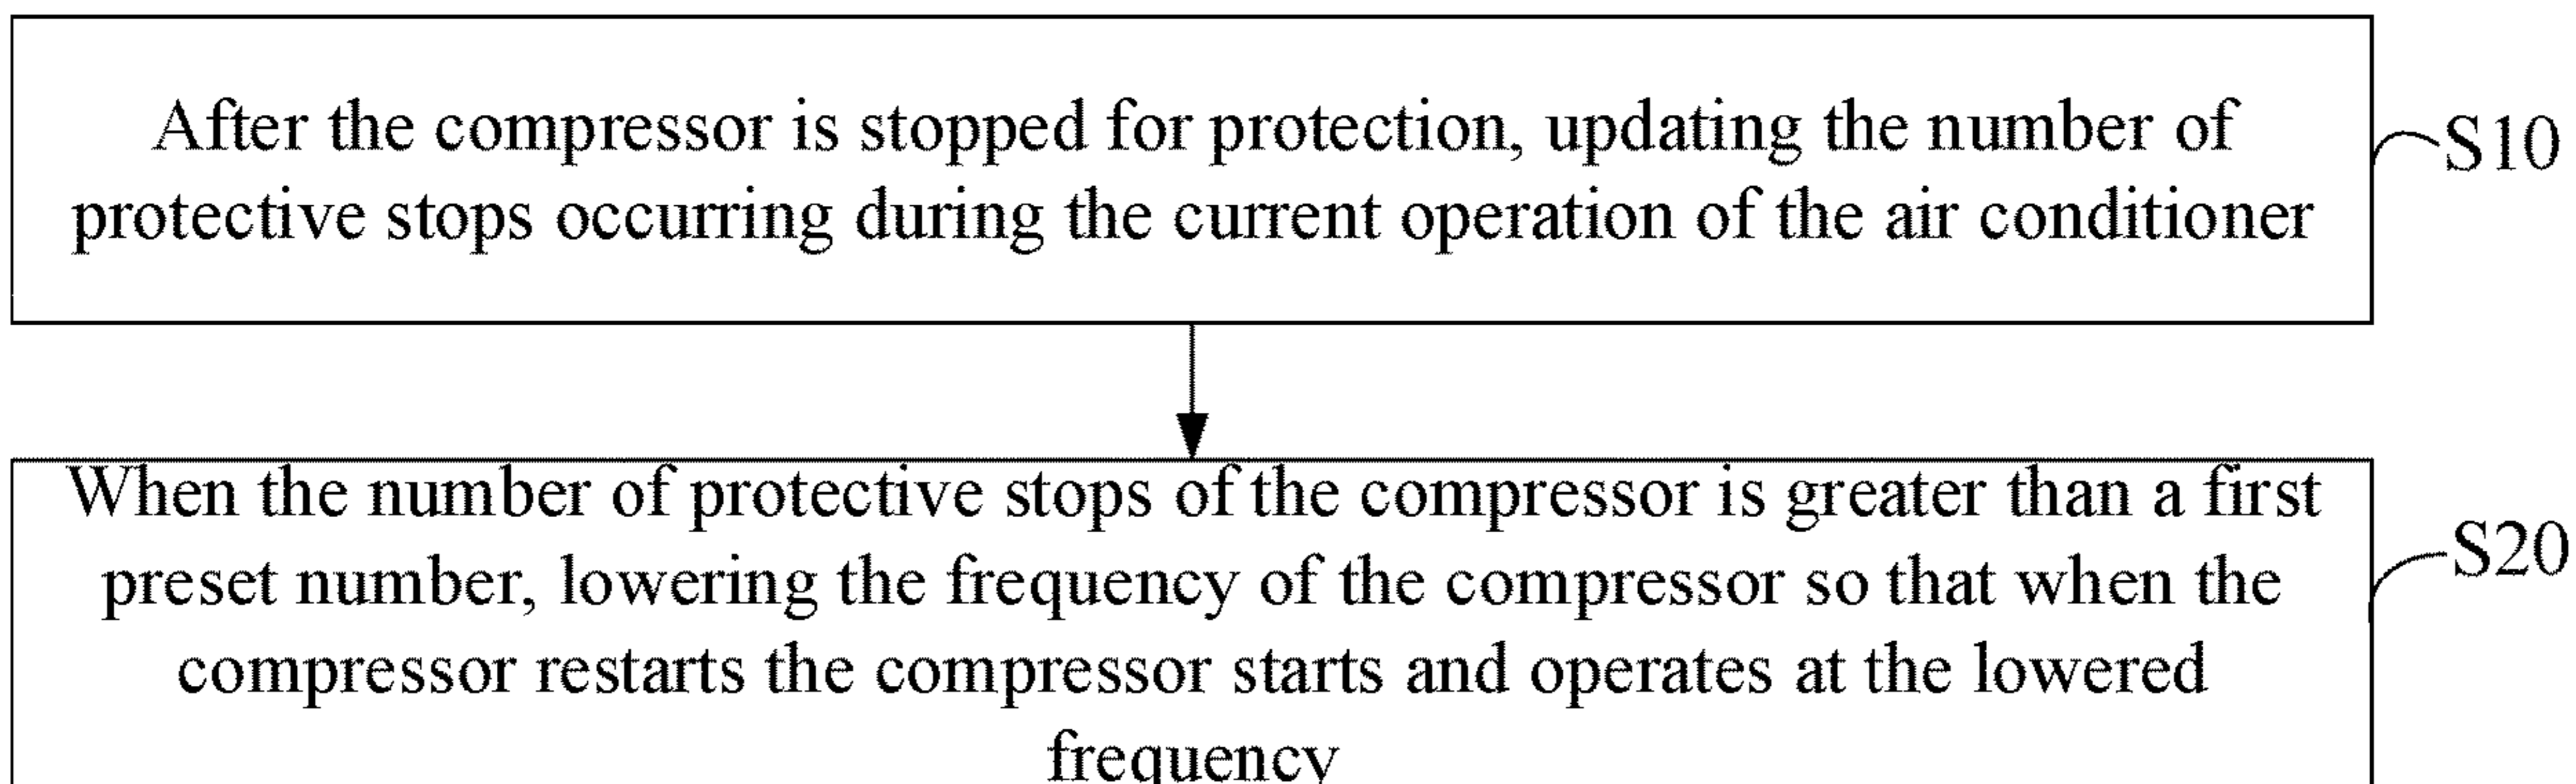 After the compressor is stopped for protection, updating the number of
protective stops occurring during the current operation of the air conditioner
S10
When the number of protective stops of the compressor is greater than a first
preset number, lowering the frequency of the compressor so that when the
compressor restarts the compressor starts and operates at the lowered
frequency
S20